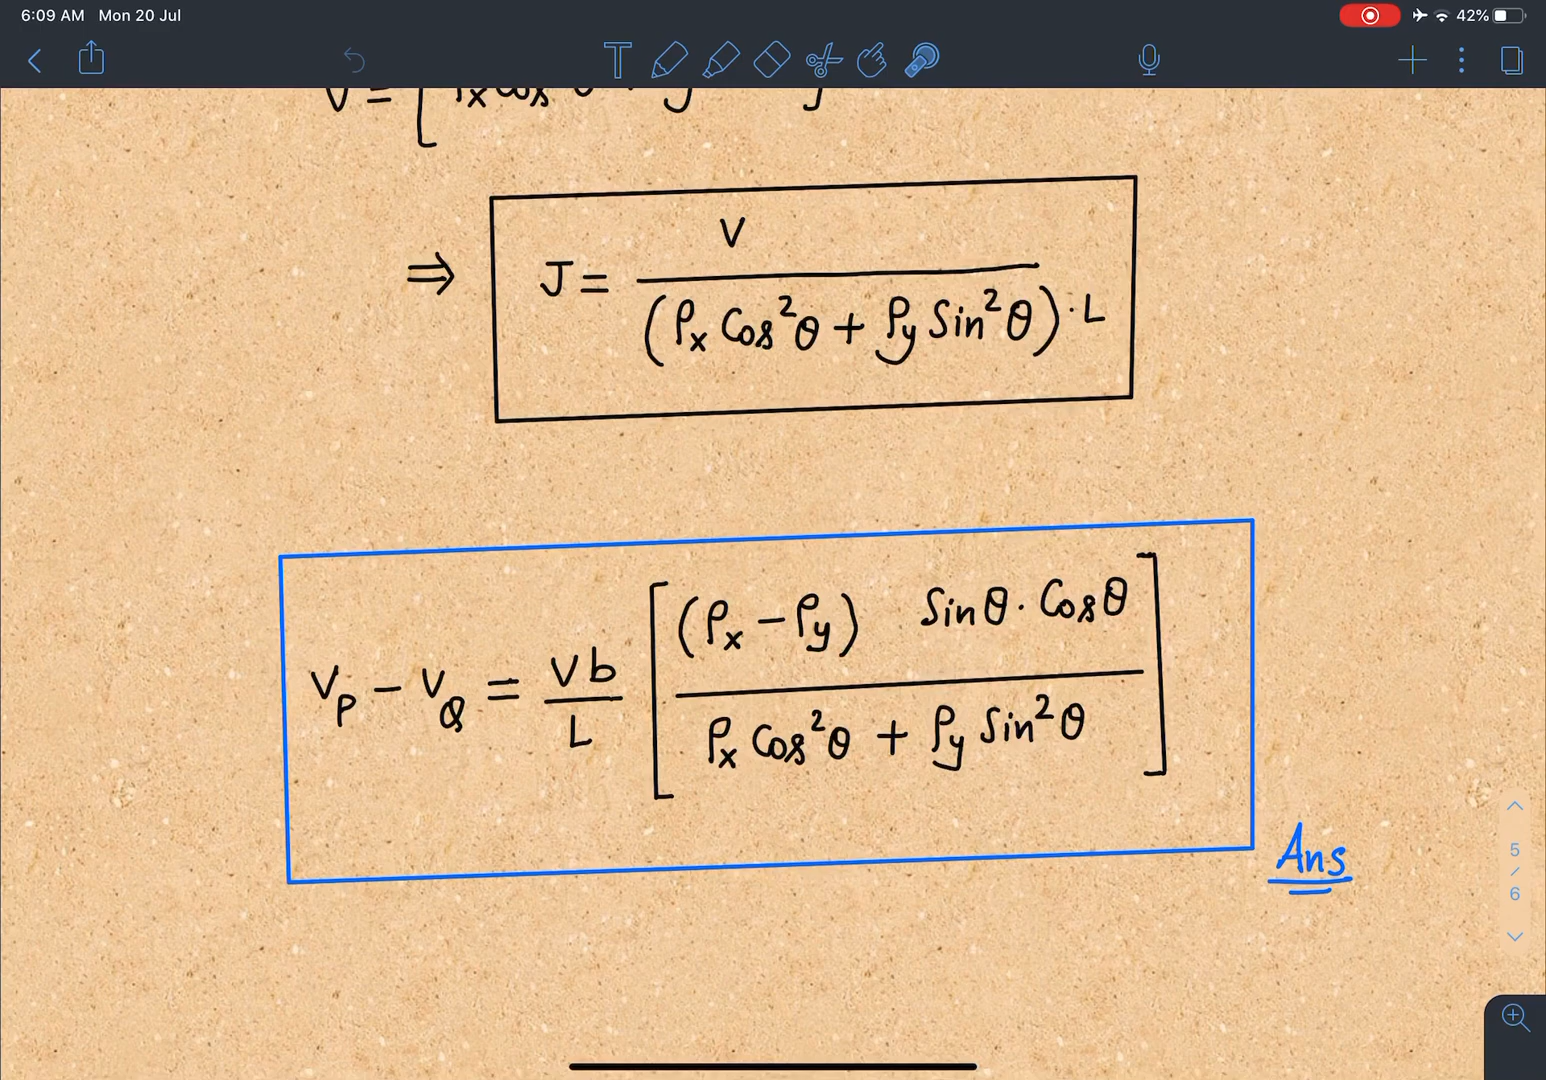 6:09 AM Mon 20 Jul
42%
T
⇒ J = V / (ρx Cos²θ + ρy Sin²θ) · L
VP − VQ = Vb / L [ (ρx − ρy) Sinθ · Cosθ / ρx Cos²θ + ρy Sin²θ ]
Ans
5 / 6